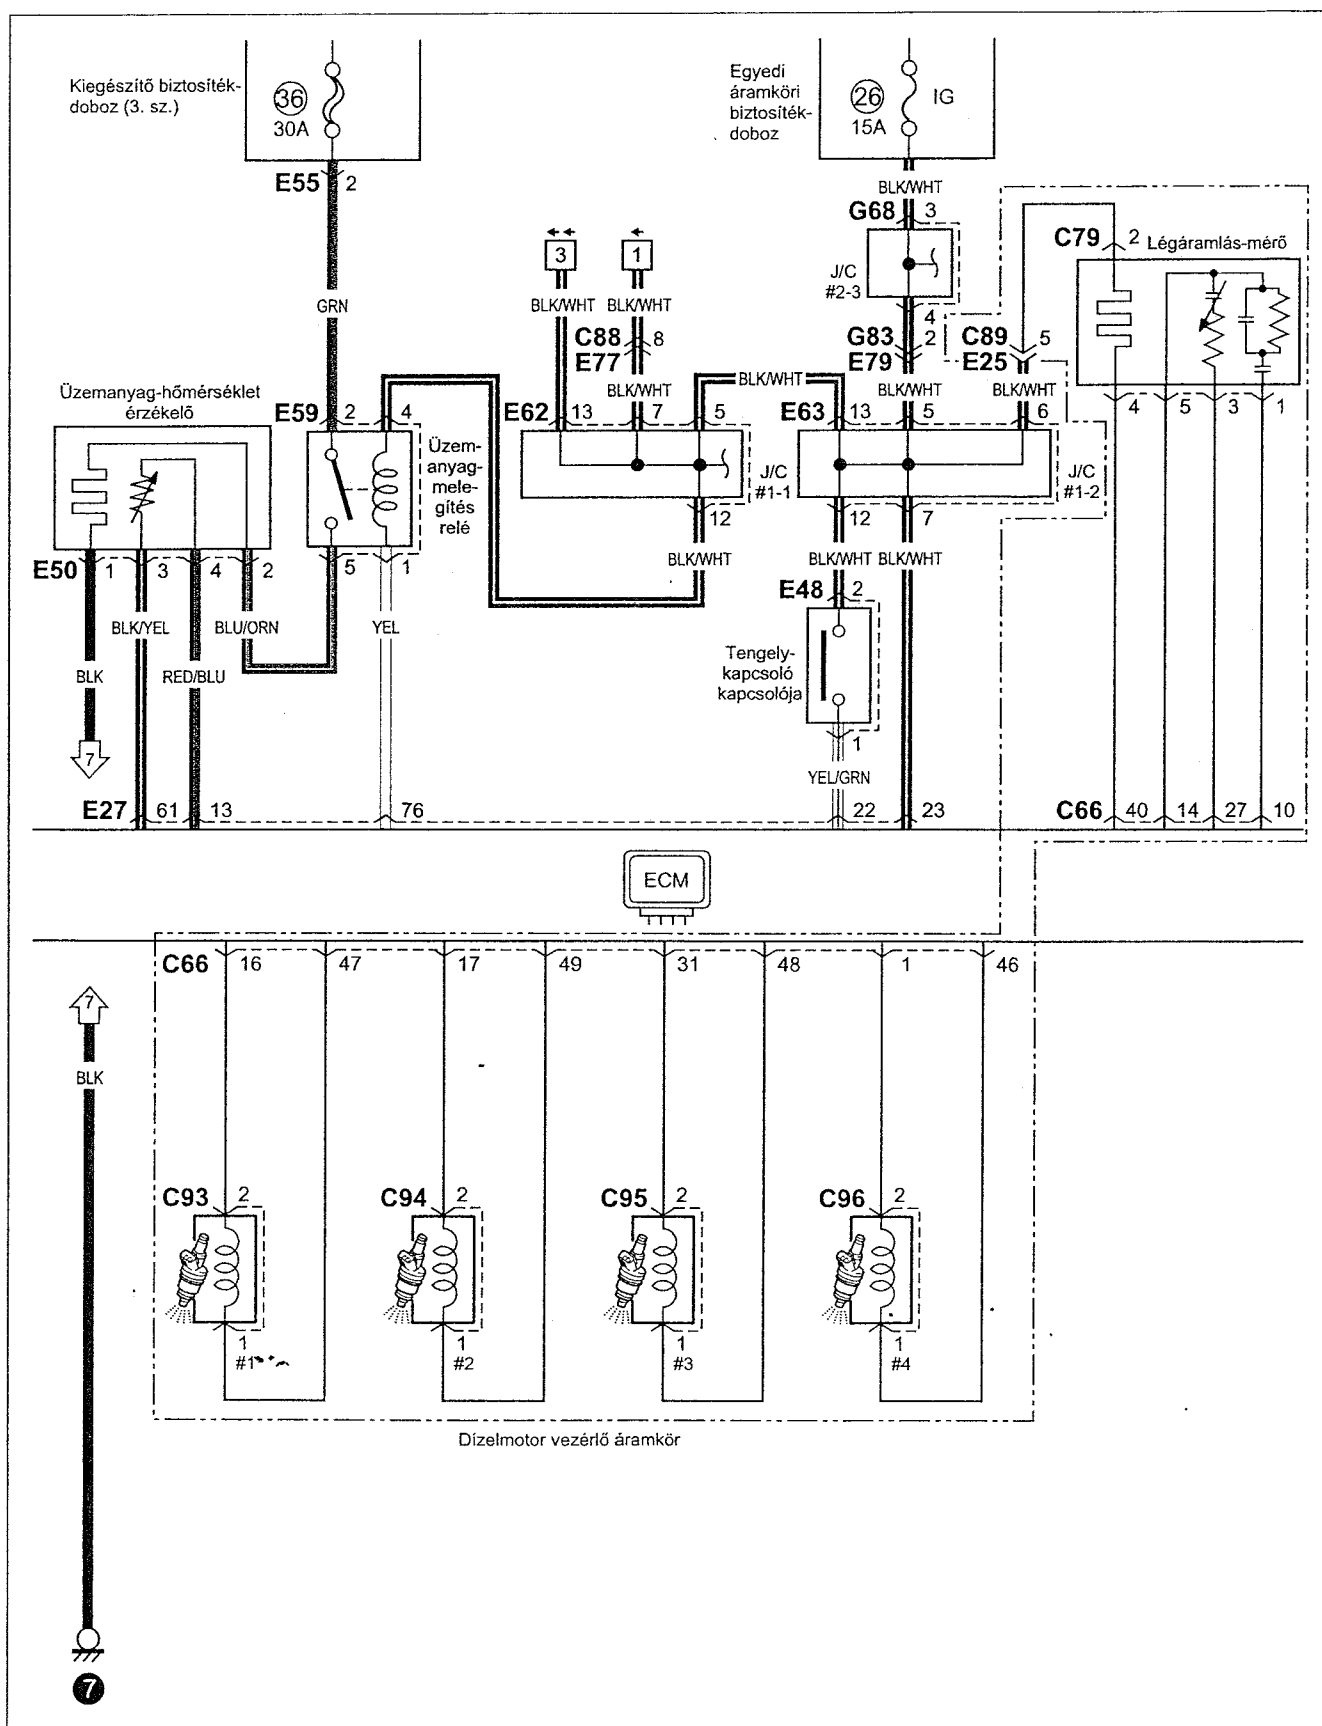 Kiegészítő biztosíték-
doboz (3. sz.)
36
30A
Egyedi
áramköri
biztosíték-
doboz
26
15A
IG
E55 2
BLK/WHT
G68 3
C79 2 Légáramlás-mérő
3 1
J/C
#2-3
GRN
BLK/WHT BLK/WHT
4
C88 8
E77
G83 2
E79
C89 5
E25
Üzemanyag-hőmérséklet
érzékelő
BLK/WHT
BLK/WHT
BLK/WHT
BLK/WHT
4 5 3 1
E59 2 4
E62 13 7 5
E63 13 5 6
Üzem-
anyag-
mele-
gítés
relé
J/C
#1-1
J/C
#1-2
12
12 7
E50 1 3 4 2
5 1
BLK/WHT
BLK/WHT BLK/WHT
E48 2
BLK/YEL BLU/ORN YEL
BLK RED/BLU
Tengely-
kapcsoló
kapcsolója
7
1
YEL/GRN
E27 61 13 76 22 23
C66 40 14 27 10
ECM
C66 16 47 17 49 31 48 1 46
7
BLK
C93 2
C94 2
C95 2
C96 2
1 1 1 1
#1 #2 #3 #4
Dízelmotor vezérlő áramkör
7